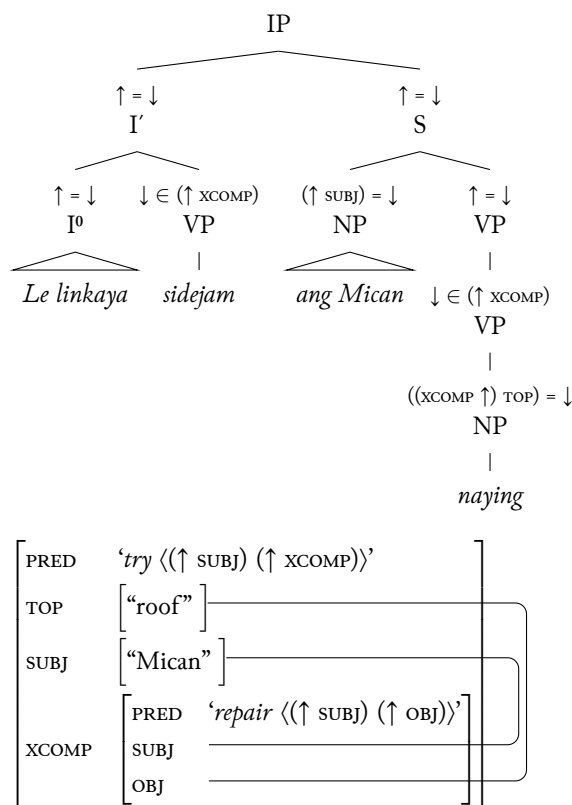 IP
↑ = ↓ ↑ = ↓
I′ S
↑ = ↓ ↓ ∈ (↑ XCOMP) (↑ SUBJ) = ↓ ↑ = ↓
I⁰ VP NP VP
Le linkaya sidejam ang Mican ↓ ∈ (↑ XCOMP)
VP
((XCOMP ↑) TOP) = ↓
NP
naying
PRED ‘try ⟨(↑ SUBJ) (↑ XCOMP)⟩’
TOP [“roof”]
SUBJ [“Mican”]
PRED ‘repair ⟨(↑ SUBJ) (↑ OBJ)⟩’
XCOMP SUBJ
OBJ